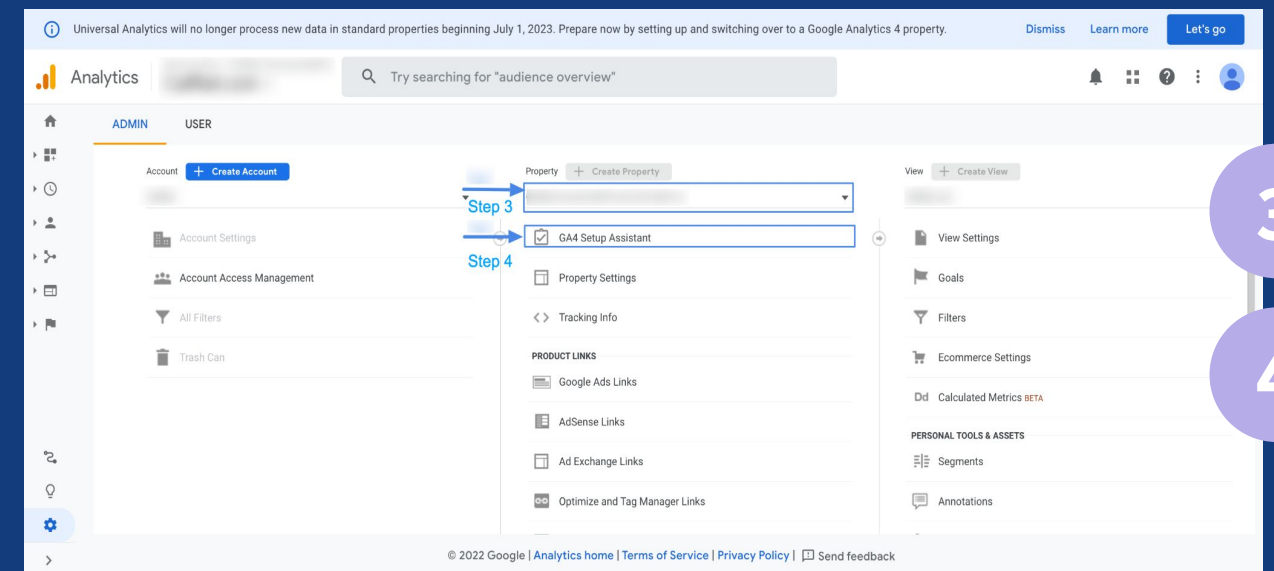 Universal Analytics will no longer process new data in standard properties beginning July 1, 2023. Prepare now by setting up and switching over to a Google Analytics 4 property. Dismiss Learn more Let's go
Analytics
Try searching for "audience overview"
ADMIN USER
Account + Create Account
Property + Create Property
View + Create View
Step 3
Step 4
Account Settings
Account Access Management
All Filters
Trash Can
GA4 Setup Assistant
Property Settings
<> Tracking Info
PRODUCT LINKS
Google Ads Links
AdSense Links
Ad Exchange Links
Optimize and Tag Manager Links
View Settings
Goals
Filters
Ecommerce Settings
Dd Calculated Metrics BETA
PERSONAL TOOLS & ASSETS
Segments
Annotations
3
4
© 2022 Google | Analytics home | Terms of Service | Privacy Policy | Send feedback